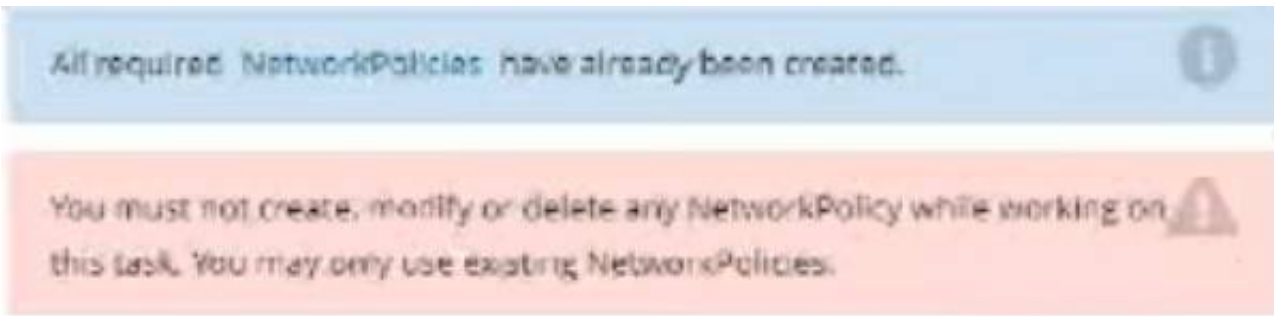 All required NetworkPolicies have already been created.
You must not create, modify or delete any NetworkPolicy while working on
this task. You may only use existing NetworkPolicies.